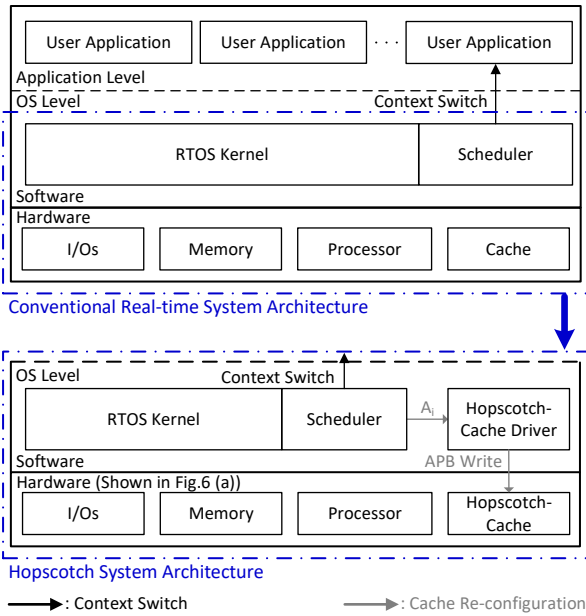 User Application
User Application
· · ·
User Application
Application Level
OS Level
Context Switch
RTOS Kernel
Scheduler
Software
Hardware
I/Os
Memory
Processor
Cache
Conventional Real-time System Architecture
OS Level
Context Switch
RTOS Kernel
Scheduler
Ai
Hopscotch-
Cache Driver
Software
APB Write
Hardware (Shown in Fig.6 (a))
I/Os
Memory
Processor
Hopscotch-
Cache
Hopscotch System Architecture
: Context Switch
: Cache Re-configuration